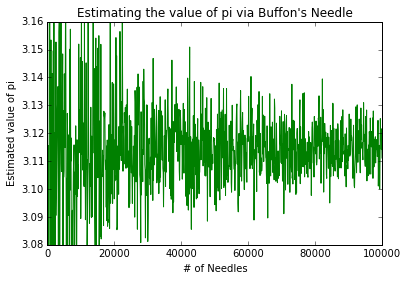 Estimating the value of pi via Buffon's Needle
3.16
3.15
3.14
3.13
3.12
3.11
3.10
3.09
3.08
Estimated value of pi
0 20000 40000 60000 80000 100000
# of Needles